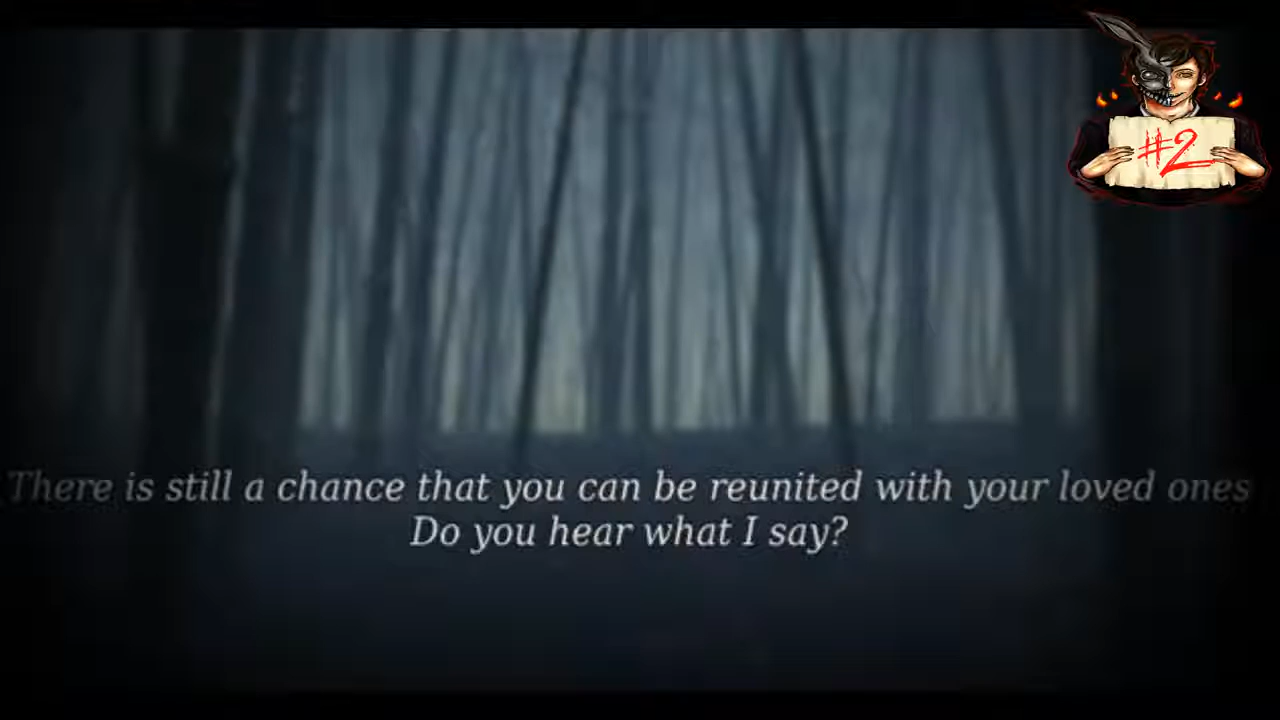 #2
There is still a chance that you can be reunited with your loved ones
Do you hear what I say?